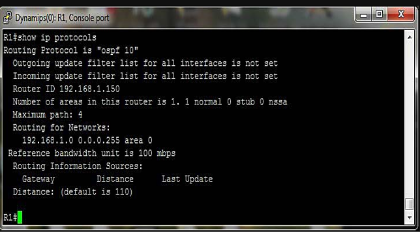 Dynamips(0): R1, Console port
R1#show ip protocols
Routing Protocol is "ospf 10"
Outgoing update filter list for all interfaces is not set
Incoming update filter list for all interfaces is not set
Router ID 192.168.1.150
Number of areas in this router is 1. 1 normal 0 stub 0 nssa
Maximum path: 4
Routing for Networks:
192.168.1.0 0.0.0.255 area 0
Reference bandwidth unit is 100 mbps
Routing Information Sources:
Gateway Distance Last Update
Distance: (default is 110)
R1#